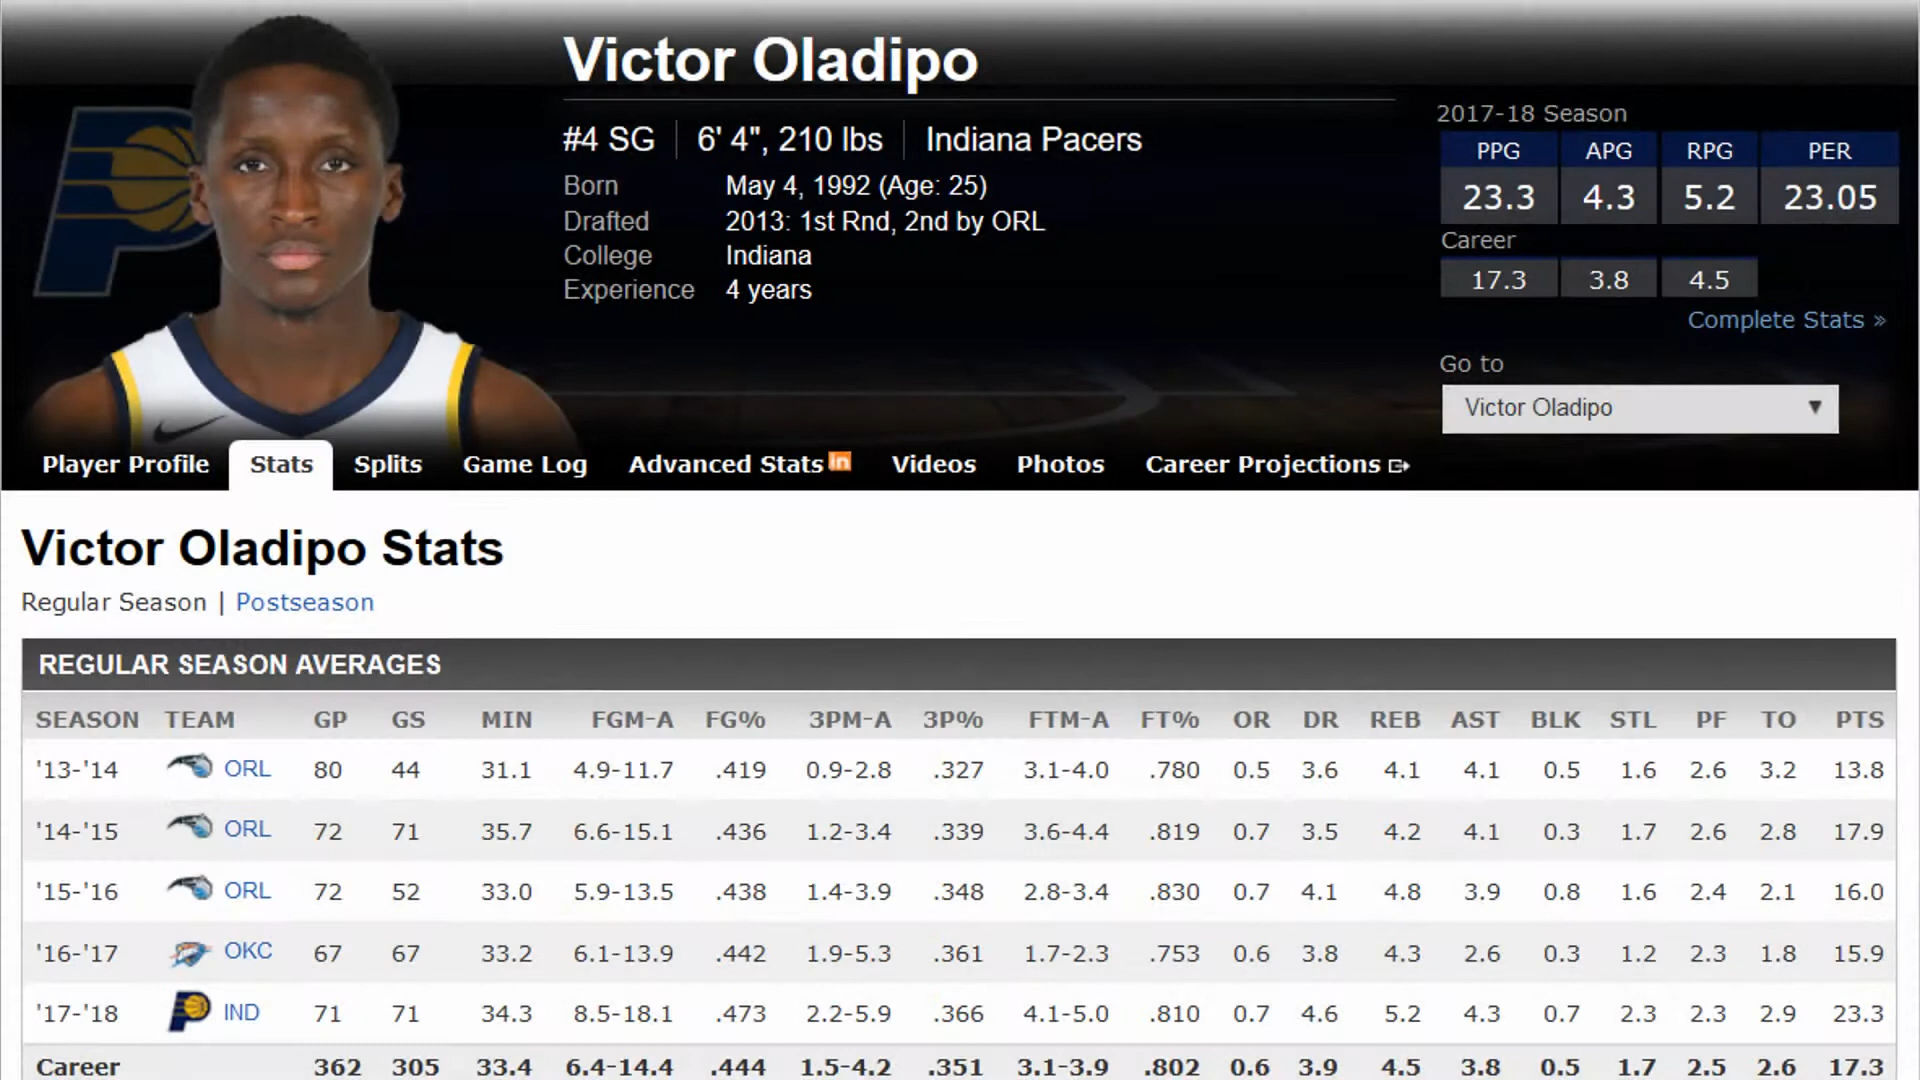 Victor Oladipo
#4 SG 6' 4", 210 lbs Indiana Pacers
Born May 4, 1992 (Age: 25)
Drafted 2013: 1st Rnd, 2nd by ORL
College Indiana
Experience 4 years
2017-18 Season
PPG APG RPG PER
23.3 4.3 5.2 23.05
Career
17.3 3.8 4.5
Complete Stats »
Go to
Victor Oladipo ▼
Player Profile Stats Splits Game Log Advanced Stats in Videos Photos Career Projections
Victor Oladipo Stats
Regular Season | Postseason
REGULAR SEASON AVERAGES
SEASON TEAM GP GS MIN FGM-A FG% 3PM-A 3P% FTM-A FT% OR DR REB AST BLK STL PF TO PTS
'13-'14 ORL 80 44 31.1 4.9-11.7 .419 0.9-2.8 .327 3.1-4.0 .780 0.5 3.6 4.1 4.1 0.5 1.6 2.6 3.2 13.8
'14-'15 ORL 72 71 35.7 6.6-15.1 .436 1.2-3.4 .339 3.6-4.4 .819 0.7 3.5 4.2 4.1 0.3 1.7 2.6 2.8 17.9
'15-'16 ORL 72 52 33.0 5.9-13.5 .438 1.4-3.9 .348 2.8-3.4 .830 0.7 4.1 4.8 3.9 0.8 1.6 2.4 2.1 16.0
'16-'17 OKC 67 67 33.2 6.1-13.9 .442 1.9-5.3 .361 1.7-2.3 .753 0.6 3.8 4.3 2.6 0.3 1.2 2.3 1.8 15.9
'17-'18 IND 71 71 34.3 8.5-18.1 .473 2.2-5.9 .366 4.1-5.0 .810 0.7 4.6 5.2 4.3 0.7 2.3 2.3 2.9 23.3
Career 362 305 33.4 6.4-14.4 .444 1.5-4.2 .351 3.1-3.9 .802 0.6 3.9 4.5 3.8 0.5 1.7 2.5 2.6 17.3